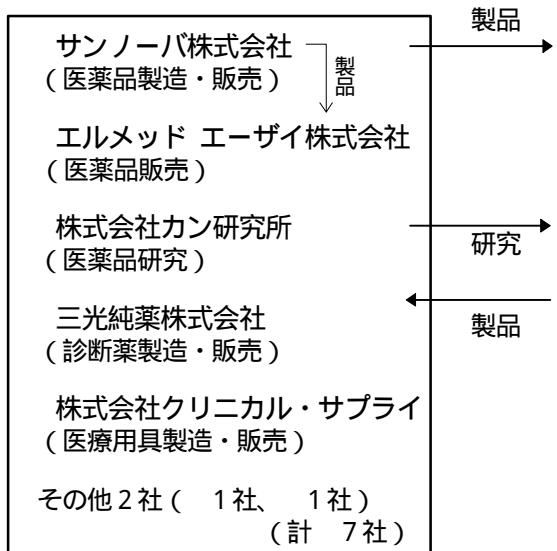 サンノーバ株式会社
(医薬品製造・販売)
製品
エルメッド エーザイ株式会社
(医薬品販売)
株式会社カン研究所
(医薬品研究)
三光純薬株式会社
(診断薬製造・販売)
株式会社クリニカル・サプライ
(医療用具製造・販売)
その他2社( 1社、 1社)
(計 7社)
製品
研究
製品